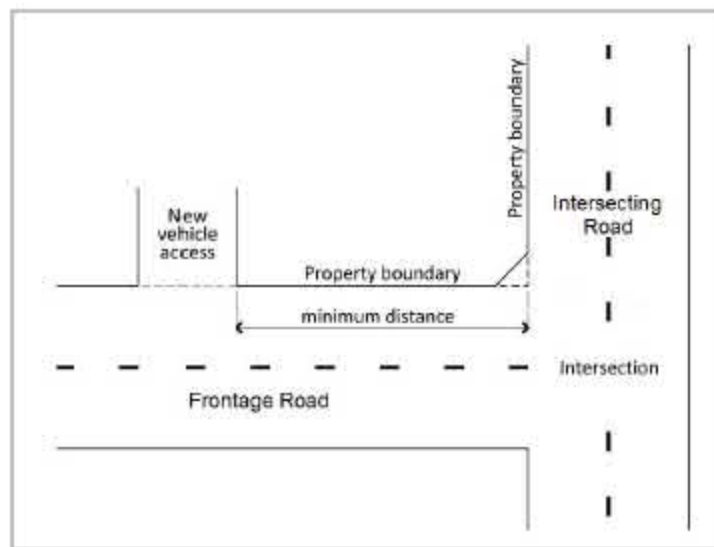 Property boundary
New
vehicle
access
Intersecting
Road
Property boundary
minimum distance
Intersection
Frontage Road